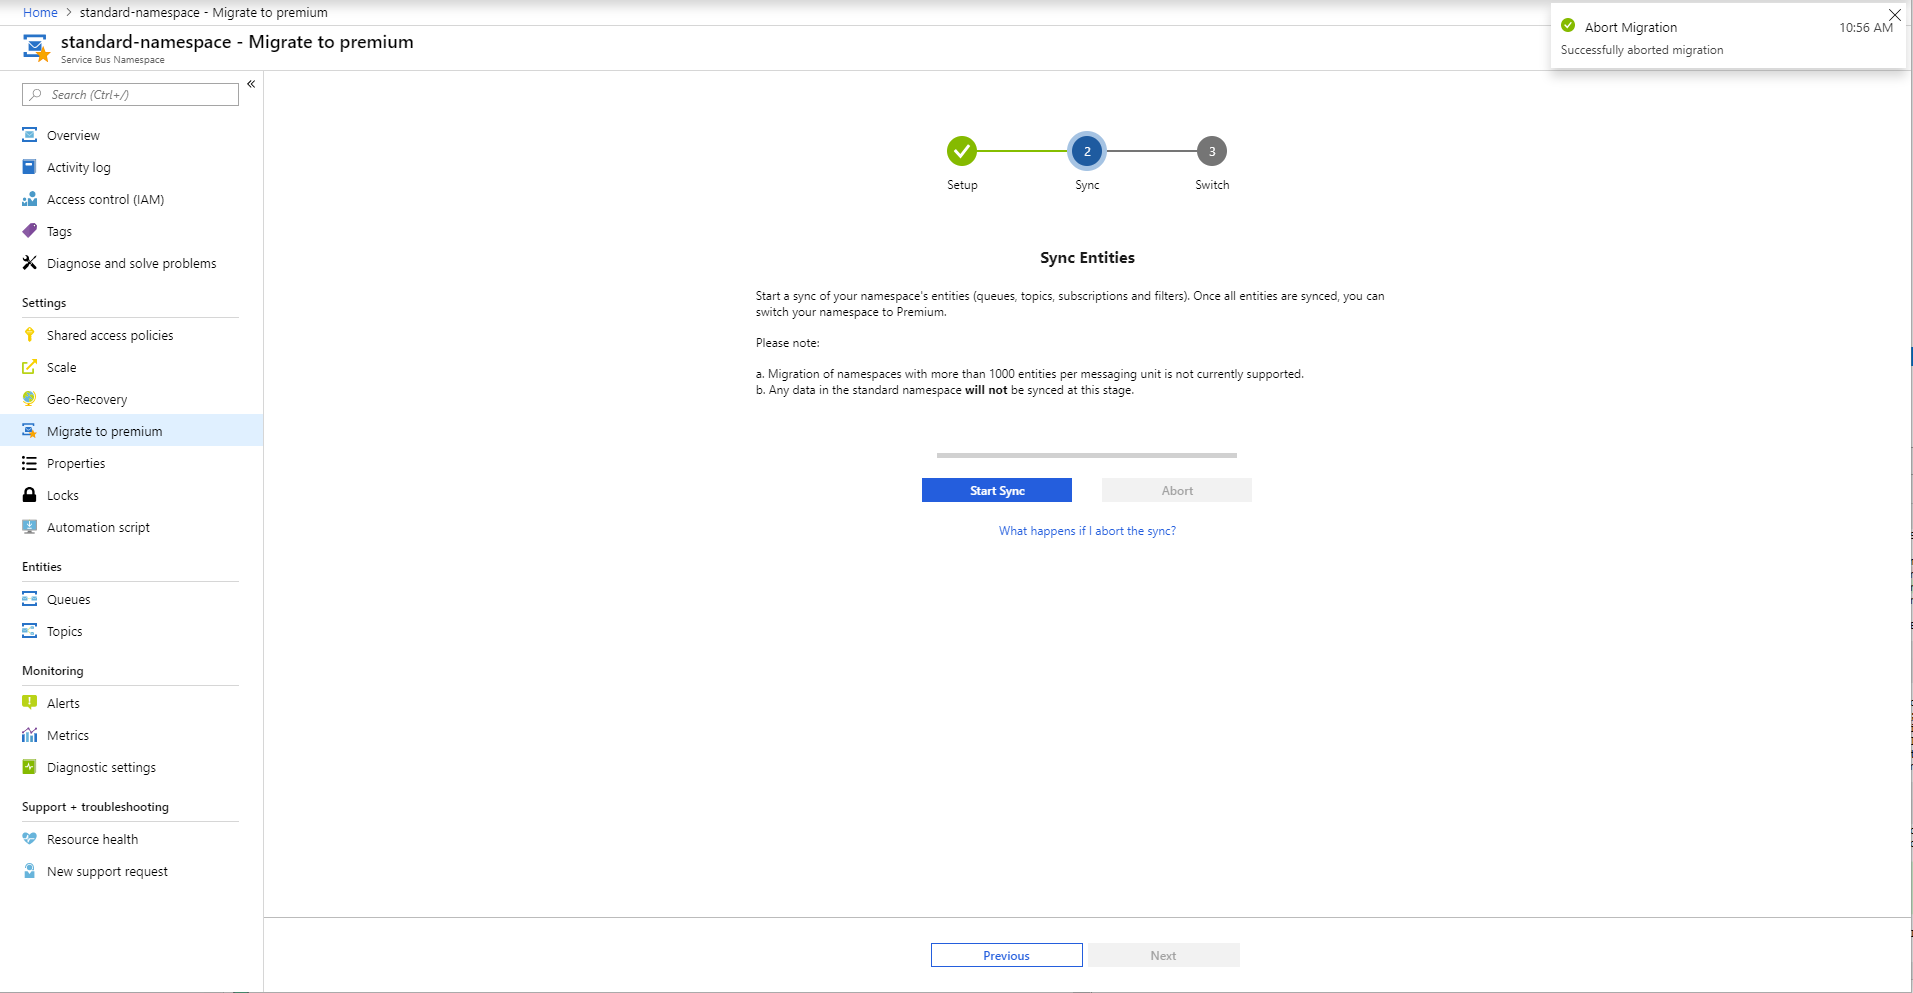 Home > standard-namespace - Migrate to premium
standard-namespace - Migrate to premium
Service Bus Namespace
Abort Migration 10:56 AM
Successfully aborted migration
Search (Ctrl+/)
«
Overview
Activity log
Access control (IAM)
Tags
Diagnose and solve problems
Settings
Shared access policies
Scale
Geo-Recovery
Migrate to premium
Properties
Locks
Automation script
Entities
Queues
Topics
Monitoring
Alerts
Metrics
Diagnostic settings
Support + troubleshooting
Resource health
New support request
2 3
Setup Sync Switch
Sync Entities
Start a sync of your namespace's entities (queues, topics, subscriptions and filters). Once all entities are synced, you can
switch your namespace to Premium.
Please note:
a. Migration of namespaces with more than 1000 entities per messaging unit is not currently supported.
b. Any data in the standard namespace will not be synced at this stage.
Start Sync Abort
What happens if I abort the sync?
Previous Next